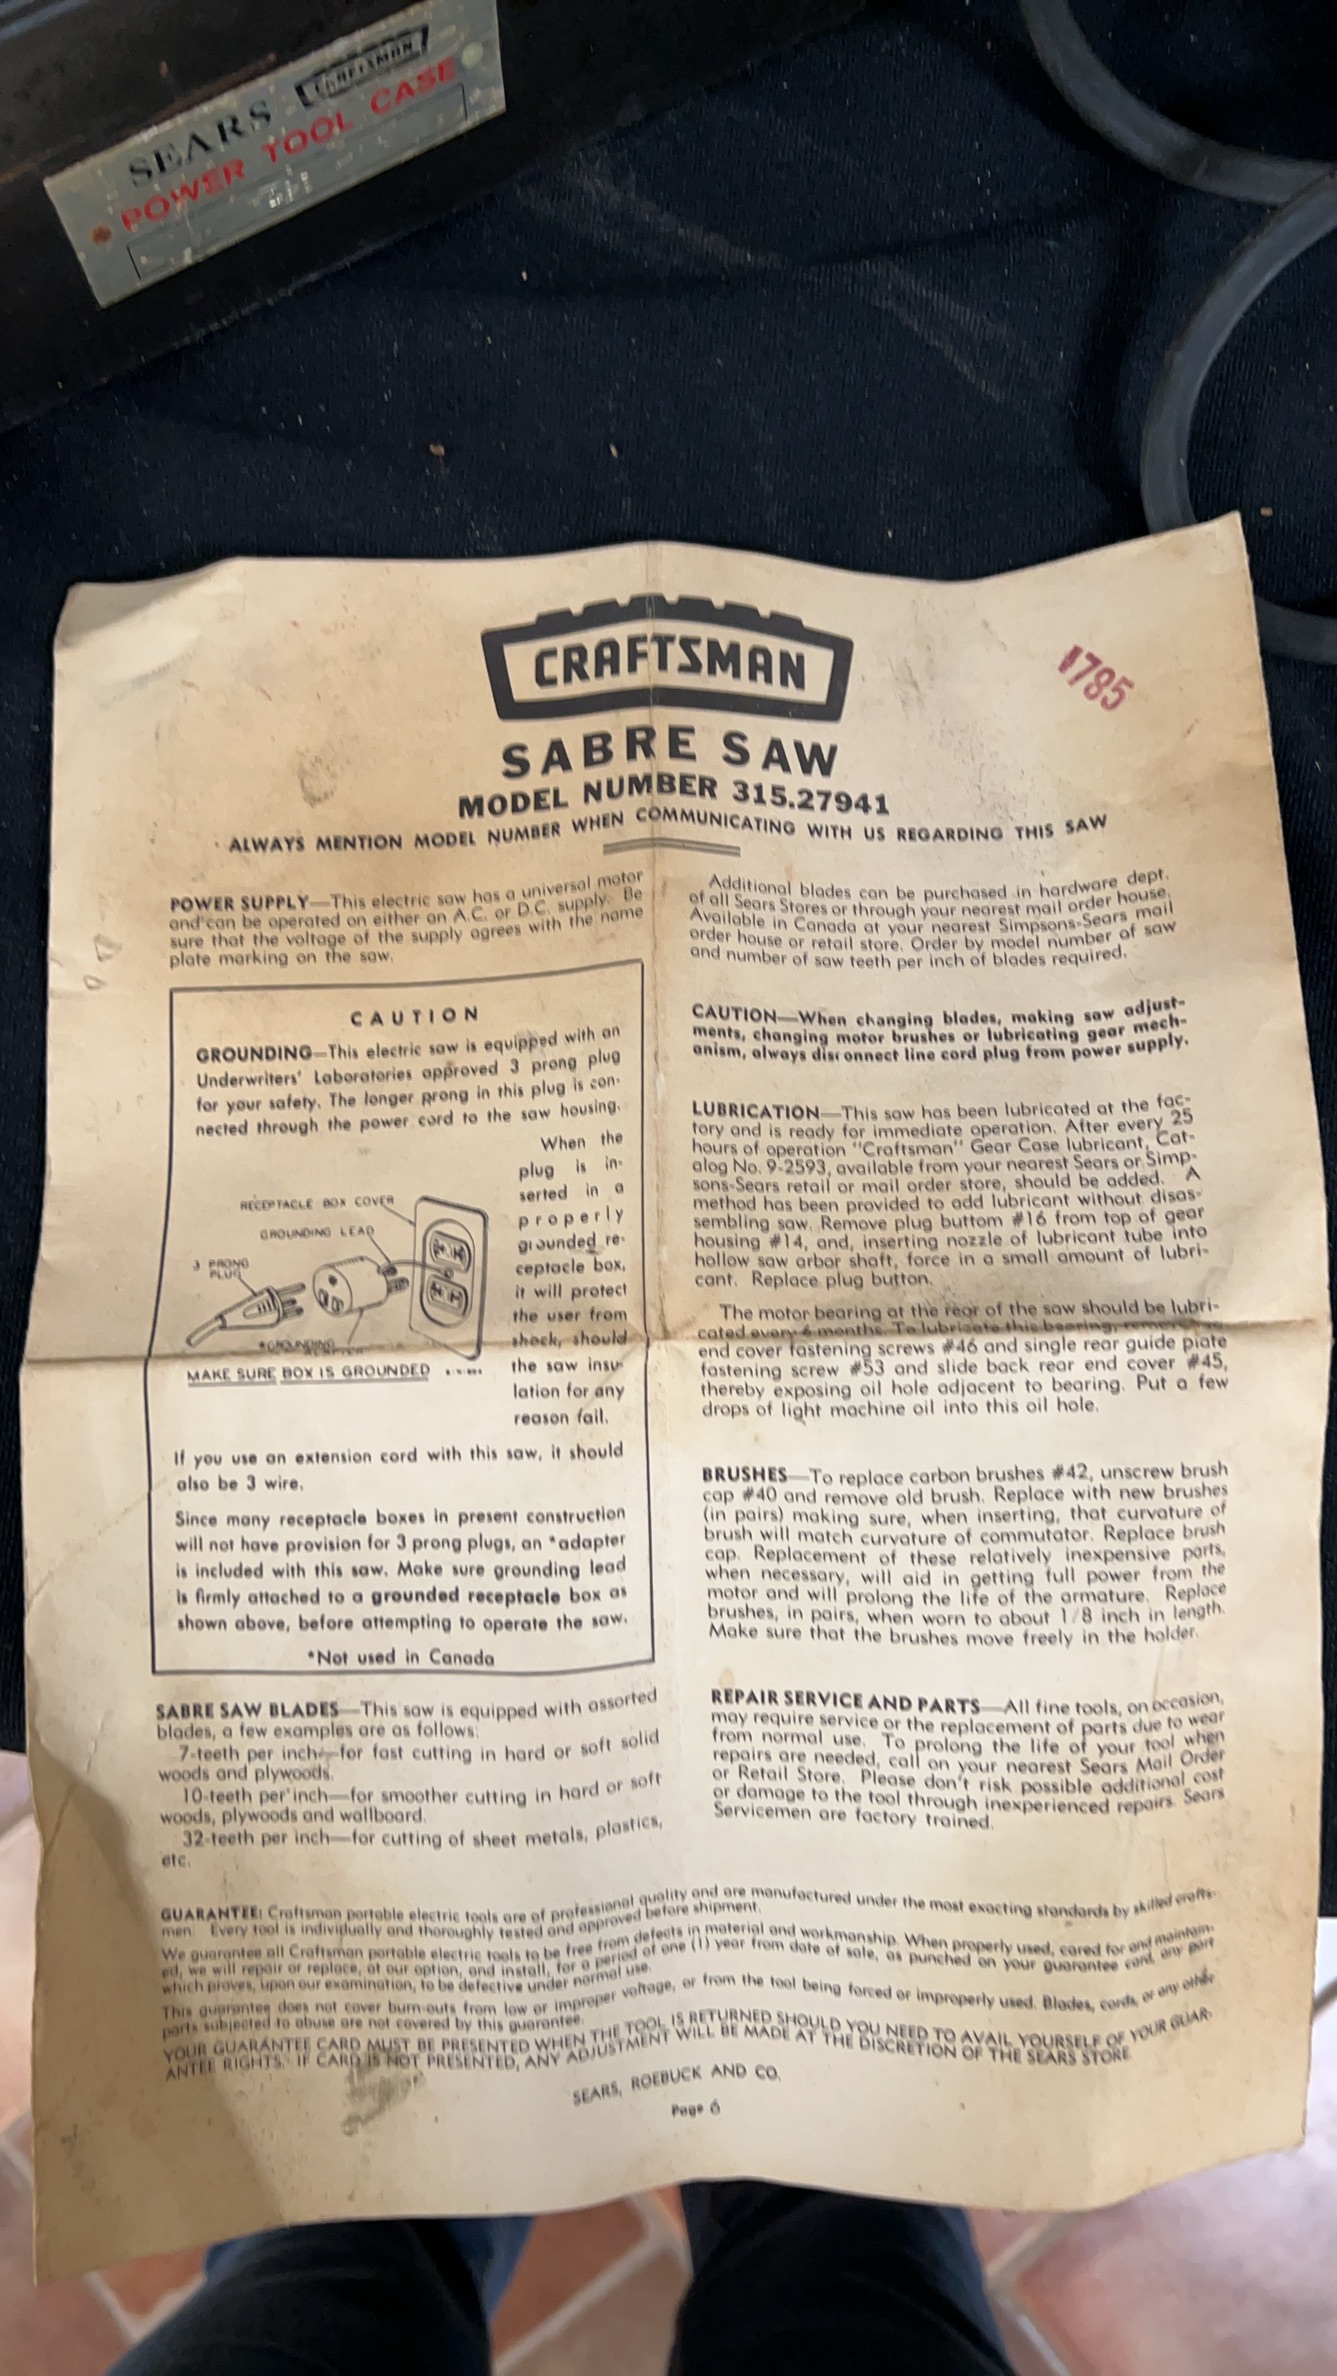 SEARS CRAFTSMAN
POWER TOOL CASE
CRAFTSMAN
1785
SABRE SAW
MODEL NUMBER 315.27941
ALWAYS MENTION MODEL NUMBER WHEN COMMUNICATING WITH US REGARDING THIS SAW
POWER SUPPLY—This electric saw has a universal motor
and can be operated on either an A.C. or D.C. supply. Be
sure that the voltage of the supply agrees with the name
plate marking on the saw.
CAUTION
GROUNDING—This electric saw is equipped with an
Underwriters' Laboratories approved 3 prong plug
for your safety. The longer prong in this plug is con-
nected through the power cord to the saw housing.
When the
plug is in-
serted in a
properly
grounded re-
ceptacle box,
it will protect
the user from
shock, should
the saw insu-
lation for any
reason fail.
RECEPTACLE BOX COVER
GROUNDING LEAD
3 PRONG
PLUG
*GROUNDING
MAKE SURE BOX IS GROUNDED
If you use an extension cord with this saw, it should
also be 3 wire.
Since many receptacle boxes in present construction
will not have provision for 3 prong plugs, an *adapter
is included with this saw. Make sure grounding lead
is firmly attached to a grounded receptacle box as
shown above, before attempting to operate the saw.
*Not used in Canada
SABRE SAW BLADES—This saw is equipped with assorted
blades, a few examples are as follows:
7-teeth per inch—for fast cutting in hard or soft solid
woods and plywoods.
10-teeth per inch—for smoother cutting in hard or soft
woods, plywoods and wallboard.
32-teeth per inch—for cutting of sheet metals, plastics,
etc.
Additional blades can be purchased in hardware dept.
of all Sears Stores or through your nearest mail order house.
Available in Canada at your nearest Simpsons-Sears mail
order house or retail store. Order by model number of saw
and number of saw teeth per inch of blades required.
CAUTION—When changing blades, making saw adjust-
ments, changing motor brushes or lubricating gear mech-
anism, always disconnect line cord plug from power supply.
LUBRICATION—This saw has been lubricated at the fac-
tory and is ready for immediate operation. After every 25
hours of operation "Craftsman" Gear Case lubricant, Cat-
alog No. 9-2593, available from your nearest Sears or Simp-
sons-Sears retail or mail order store, should be added. A
method has been provided to add lubricant without disas-
sembling saw. Remove plug buttom #16 from top of gear
housing #14, and, inserting nozzle of lubricant tube into
hollow saw arbor shaft, force in a small amount of lubri-
cant. Replace plug button.
The motor bearing at the rear of the saw should be lubri-
cated every 6 months. To lubricate this bearing,
end cover fastening screws #46 and single rear guide plate
fastening screw #53 and slide back rear end cover #45,
thereby exposing oil hole adjacent to bearing. Put a few
drops of light machine oil into this oil hole.
BRUSHES—To replace carbon brushes #42, unscrew brush
cap #40 and remove old brush. Replace with new brushes
(in pairs) making sure, when inserting, that curvature of
brush will match curvature of commutator. Replace brush
cap. Replacement of these relatively inexpensive parts,
when necessary, will aid in getting full power from the
motor and will prolong the life of the armature. Replace
brushes, in pairs, when worn to about 1/8 inch in length.
Make sure that the brushes move freely in the holder.
REPAIR SERVICE AND PARTS—All fine tools, on occasion,
may require service or the replacement of parts due to wear
from normal use. To prolong the life of your tool when
repairs are needed, call on your nearest Sears Mail Order
or Retail Store. Please don't risk possible additional cost
or damage to the tool through inexperienced repairs. Sears
Servicemen are factory trained.
GUARANTEE: Craftsman portable electric tools are of professional quality and are manufactured under the most exacting standards by skilled crafts-
men. Every tool is individually and thoroughly tested and approved before shipment.
We guarantee all Craftsman portable electric tools to be free from defects in material and workmanship. When properly used, cared for and maintain-
ed, we will repair or replace, at our option, and install, for a period of one (1) year from date of sale, as punched on your guarantee card, any part
which proves, upon our examination, to be defective under normal use.
This guarantee does not cover burn-outs from low or improper voltage, or from the tool being forced or improperly used. Blades, cords, or any other
parts subjected to abuse are not covered by this guarantee.
YOUR GUARANTEE CARD MUST BE PRESENTED WHEN THE TOOL IS RETURNED SHOULD YOU NEED TO AVAIL YOURSELF OF YOUR GUAR-
ANTEE RIGHTS. IF CARD IS NOT PRESENTED, ANY ADJUSTMENT WILL BE MADE AT THE DISCRETION OF THE SEARS STORE
SEARS, ROEBUCK AND CO.
Page 6